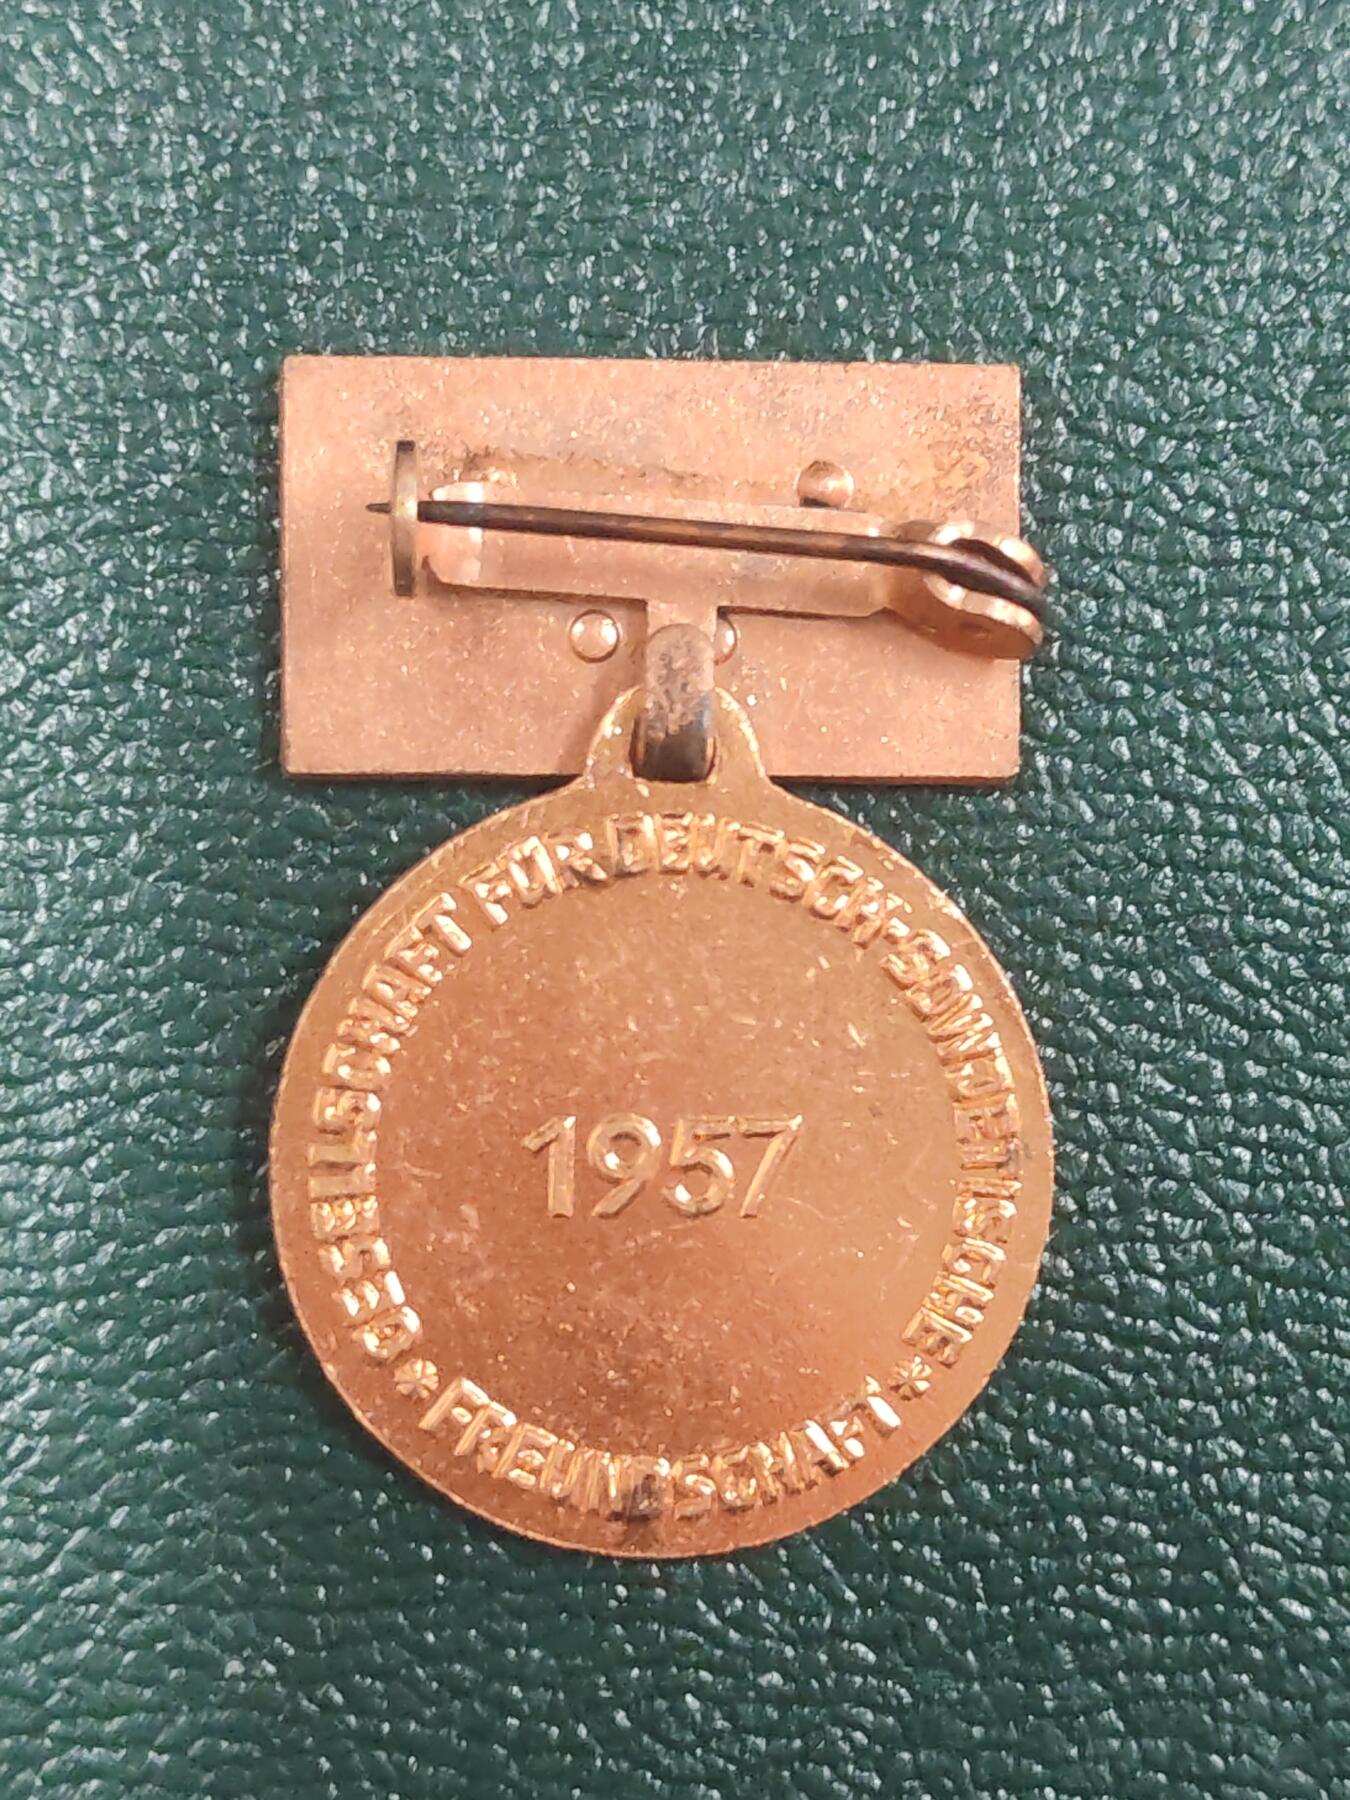 GESELLSCHAFT FÜR DEUTSCH-SOWJETISCHE
* FREUNDSCHAFT *
1957